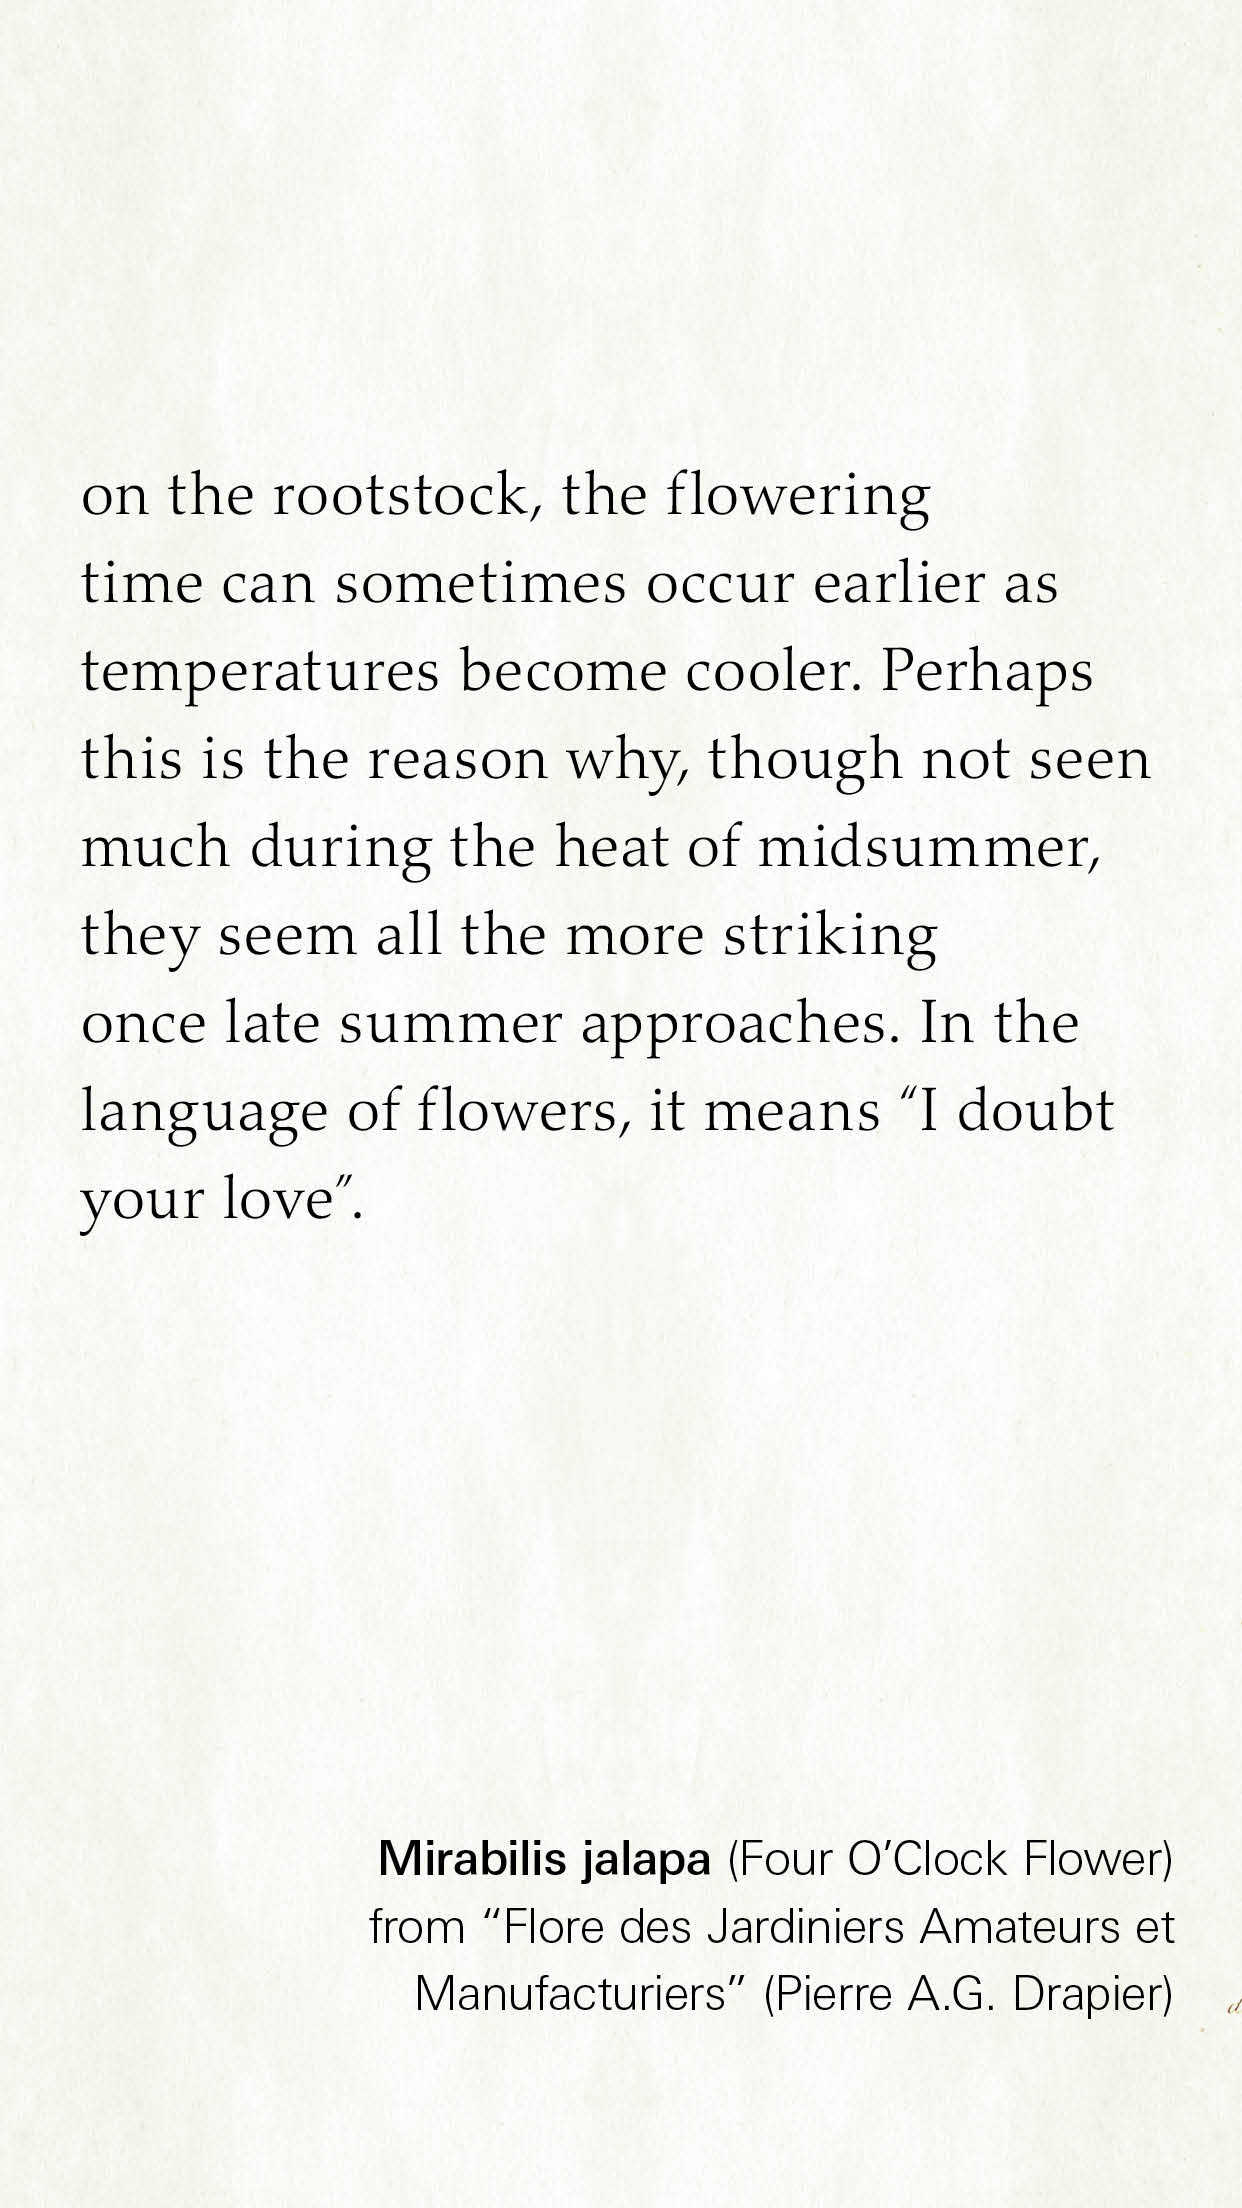 on the rootstock, the flowering
time can sometimes occur earlier as
temperatures become cooler. Perhaps
this is the reason why, though not seen
much during the heat of midsummer,
they seem all the more striking
once late summer approaches. In the
language of flowers, it means “I doubt
your love”.
Mirabilis jalapa (Four O’Clock Flower)
from “Flore des Jardiniers Amateurs et
Manufacturiers” (Pierre A.G. Drapier)
d